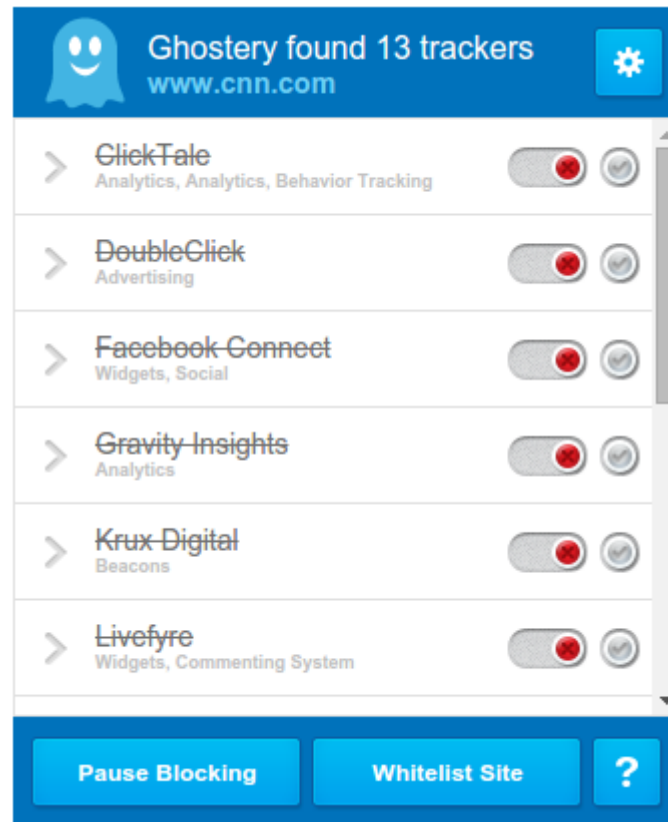 Ghostery found 13 trackers
www.cnn.com
ClickTale
Analytics, Analytics, Behavior Tracking
DoubleClick
Advertising
Facebook Connect
Widgets, Social
Gravity Insights
Analytics
Krux Digital
Beacons
Livefyre
Widgets, Commenting System
Pause Blocking
Whitelist Site
?